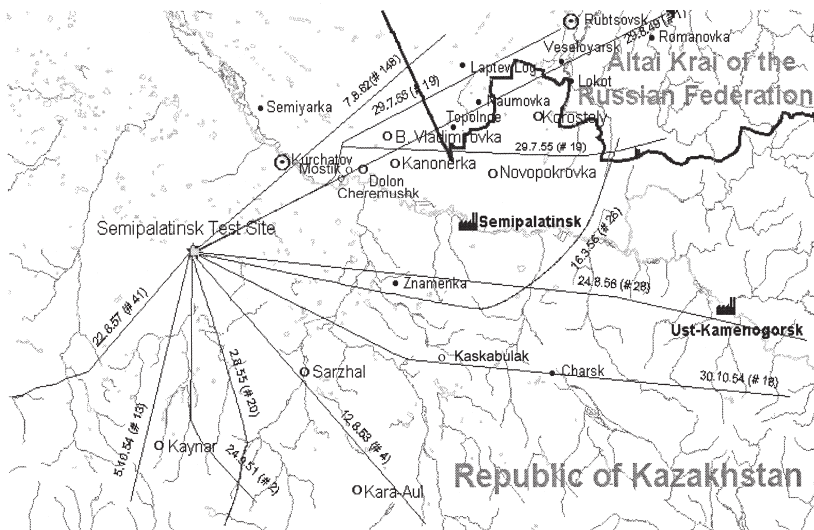 Rubtsovsk
29.8.49
Romanovka
Veseloyarsk
Altai Krai of the
Russian Federation
Laptev Log
Lokot
7.8.62 (# 148)
29.7.55 (# 19)
Semiyarka
Naumovka
Topolnoe
Korostely
B. Vladimirovka
29.7.55 (# 19)
Kurchatov
Mostik
Kanonerka
Dolon
Novopokrovka
Cheremushk
Semipalatinsk
Semipalatinsk Test Site
16.3.56 (# 26)
Znamenka
24.8.56 (# 28)
22.8.57 (# 41)
Ust-Kamenogorsk
Kaskabulak
Sarzhal
Charsk
30.10.54 (# 18)
2.8.55 (# 20)
5.10.54 (# 13)
12.8.53 (# 4)
Kaynar
24.9.51 (# 2)
Republic of Kazakhstan
Kara-Aul